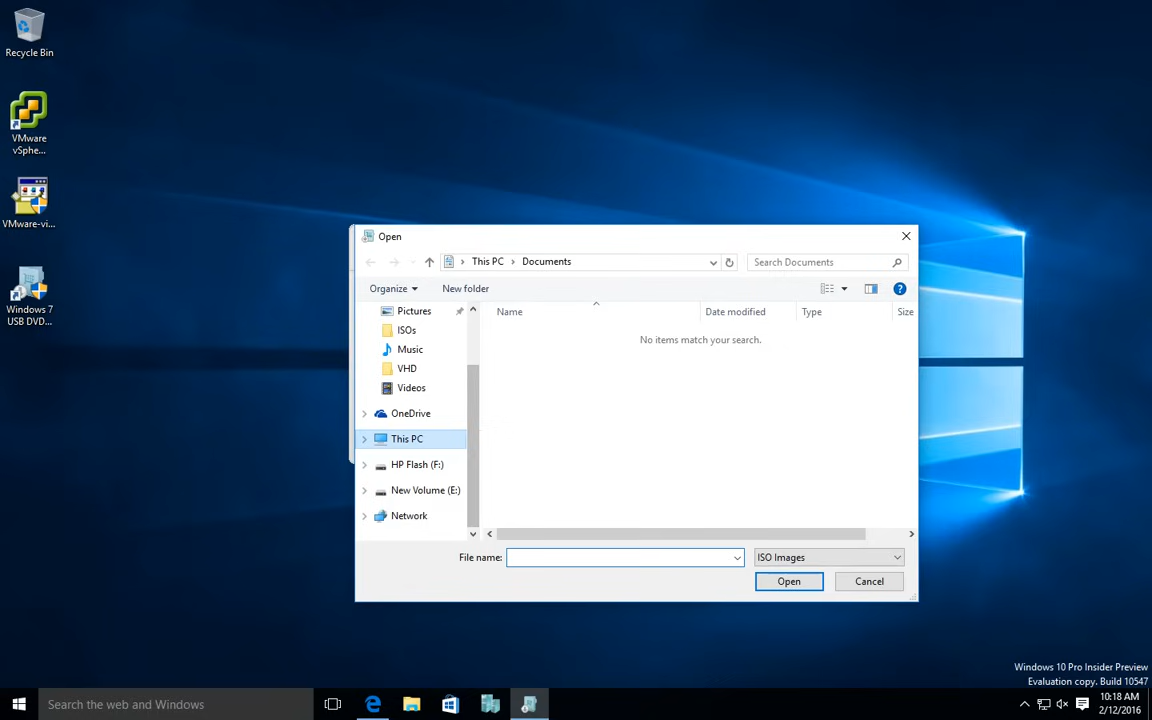 Recycle Bin
VMware
vSphe...
VMware-vi...
Windows 7
USB DVD...
Open
This PC
Documents
Search Documents
Organize
New folder
Pictures
ISOs
Music
VHD
Videos
OneDrive
This PC
HP Flash (F:)
New Volume (E:)
Network
Name
Date modified
Type
Size
No items match your search.
File name:
ISO Images
Open
Cancel
Windows 10 Pro Insider Preview
Evaluation copy. Build 10547
Search the web and Windows
10:18 AM
2/12/2016